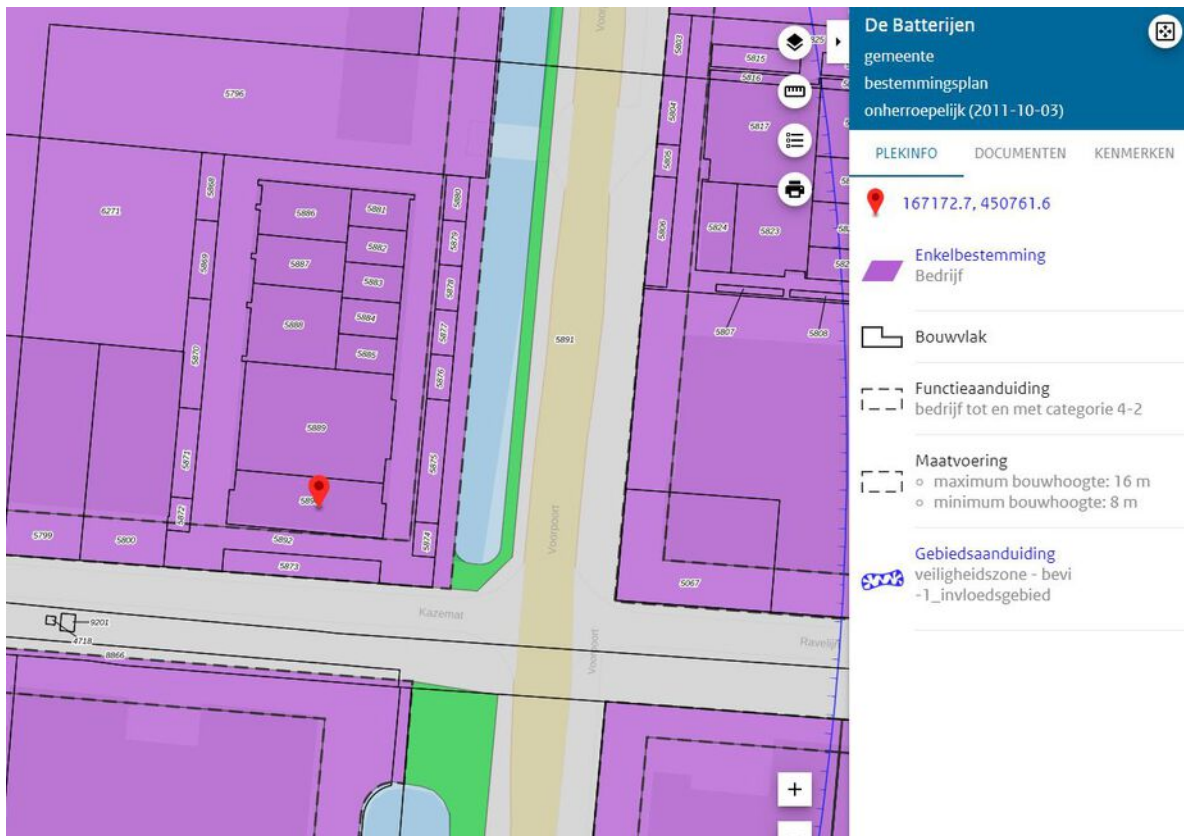 De Batterijen
gemeente
bestemmingsplan
onherroepelijk (2011-10-03)
PLEKINFO DOCUMENTEN KENMERKEN
167172.7, 450761.6
Enkelbestemming
Bedrijf
Bouwvlak
Functieaanduiding
bedrijf tot en met categorie 4-2
Maatvoering
maximum bouwhoogte: 16 m
minimum bouwhoogte: 8 m
Gebiedsaanduiding
veiligheidszone - bevi
-1_invloedsgebied
5796
6271
5868
5869
5870
5871
5872
5886
5881
5882
5887
5883
5888
5884
5885
5889
5880
5879
5878
5877
5876
5875
5874
5892
5873
5799
5800
5891
Voorpoort
Voorpoort
Kazemat
Ravelijn
9201
4718
8866
5803
5804
5805
5806
5815
5816
5817
5824
5823
5807
5808
5067
+